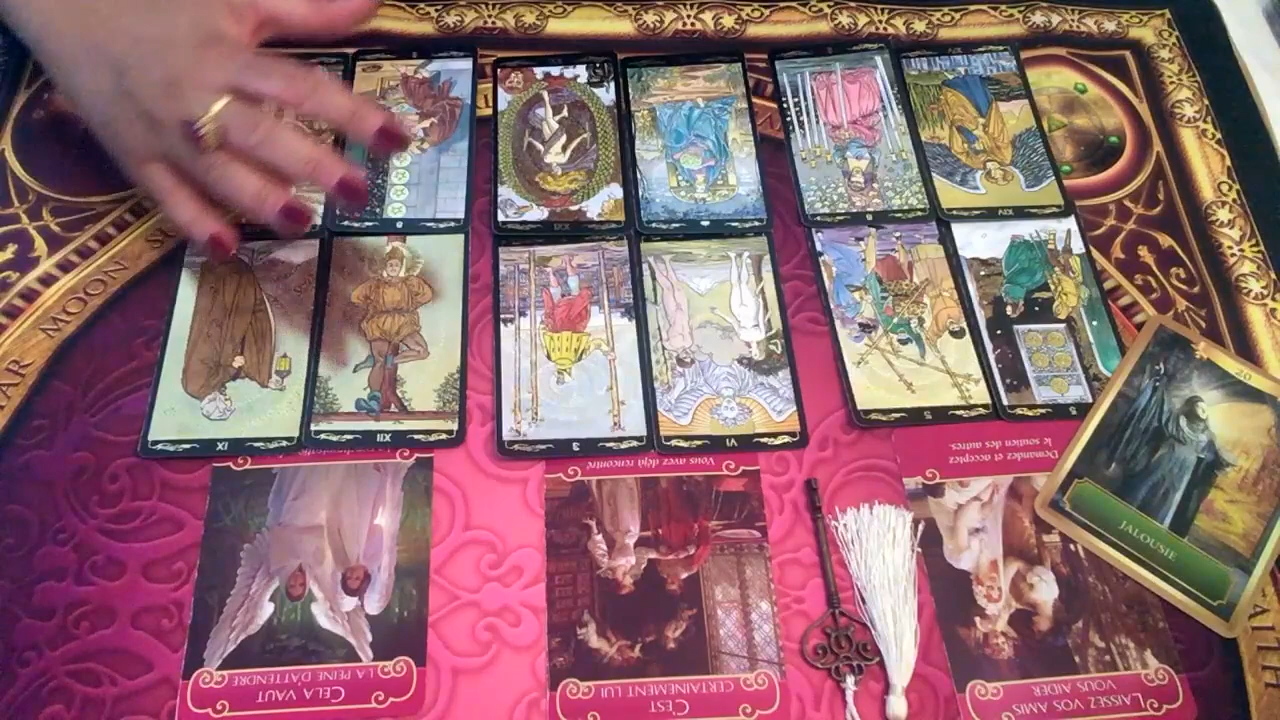 MOON
XXI
XIV
IX
XII
3
VI
5
5
Vous avez déjà rencontré
Demandez et acceptez
le soutien des autres.
20
JALOUSIE
CELA VAUT
LA PEINE D'ATTENDRE
C'EST
CERTAINEMENT LUI
LAISSEZ VOS AMIS
VOUS AIDER